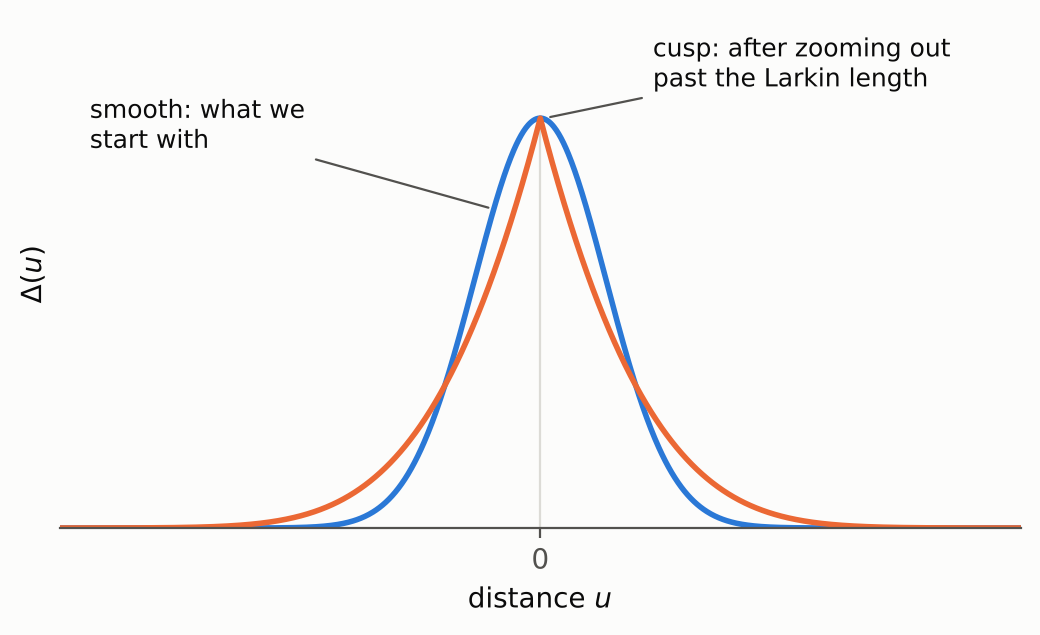 cusp: after zooming out
past the Larkin length
smooth: what we
start with
Δ(u)
0
distance u